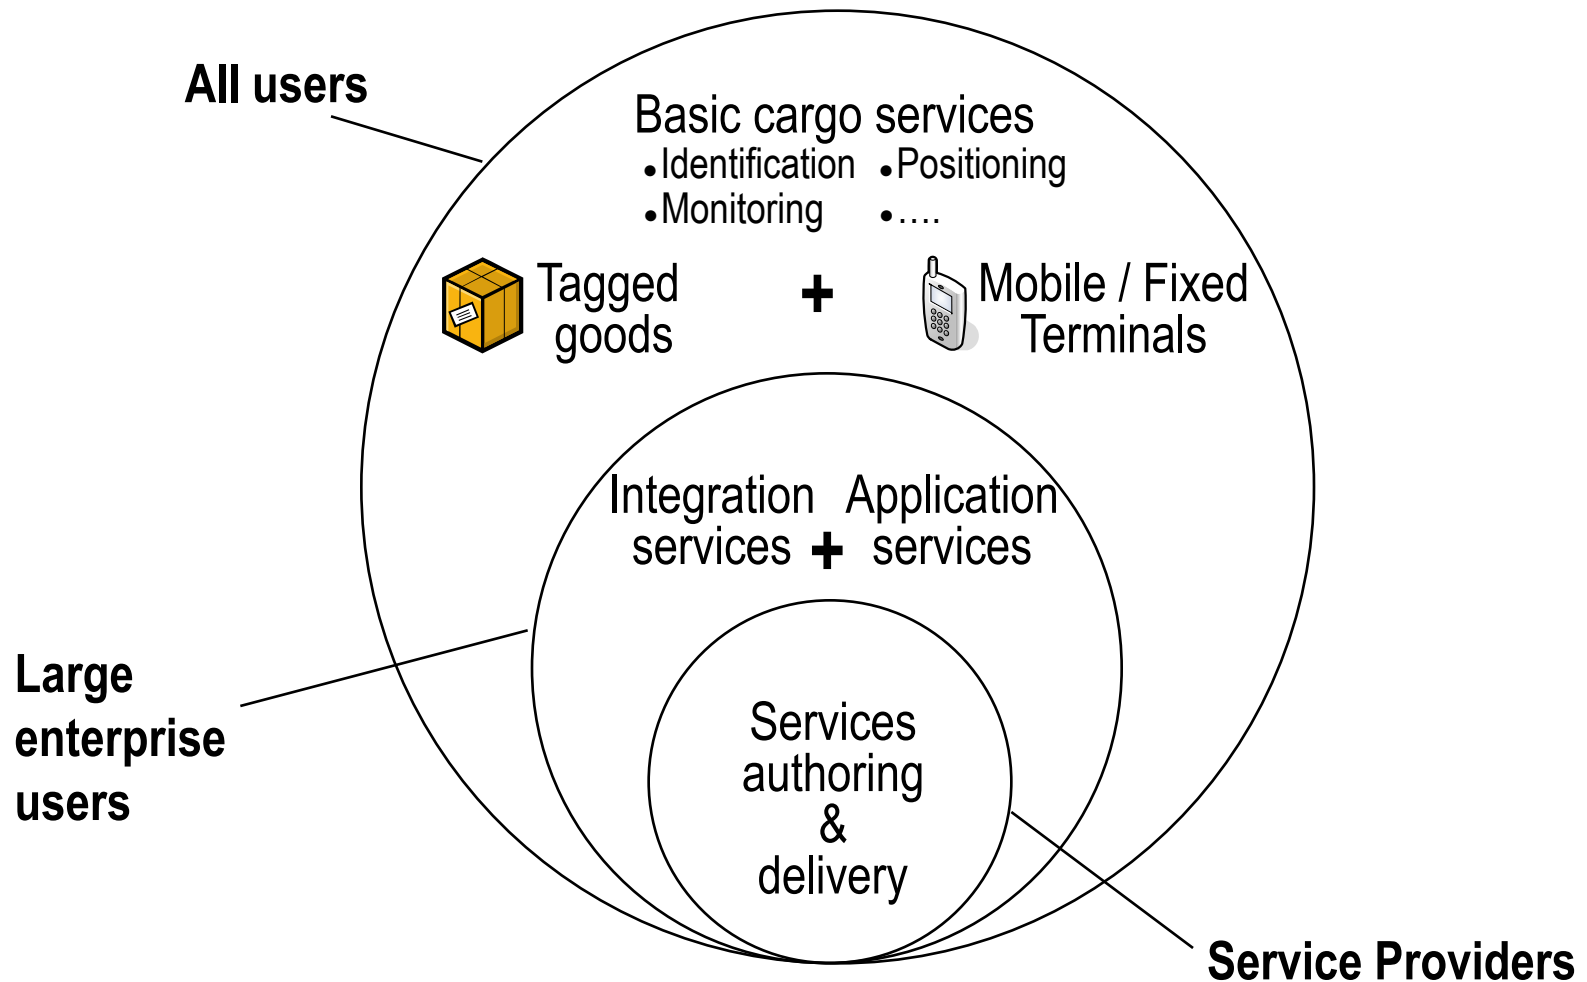 All users
Basic cargo services
•Identification •Positioning
•Monitoring •….
Tagged
goods
+
Mobile / Fixed
Terminals
Integration
services
+
Application
services
Large
enterprise
users
Services
authoring
&
delivery
Service Providers